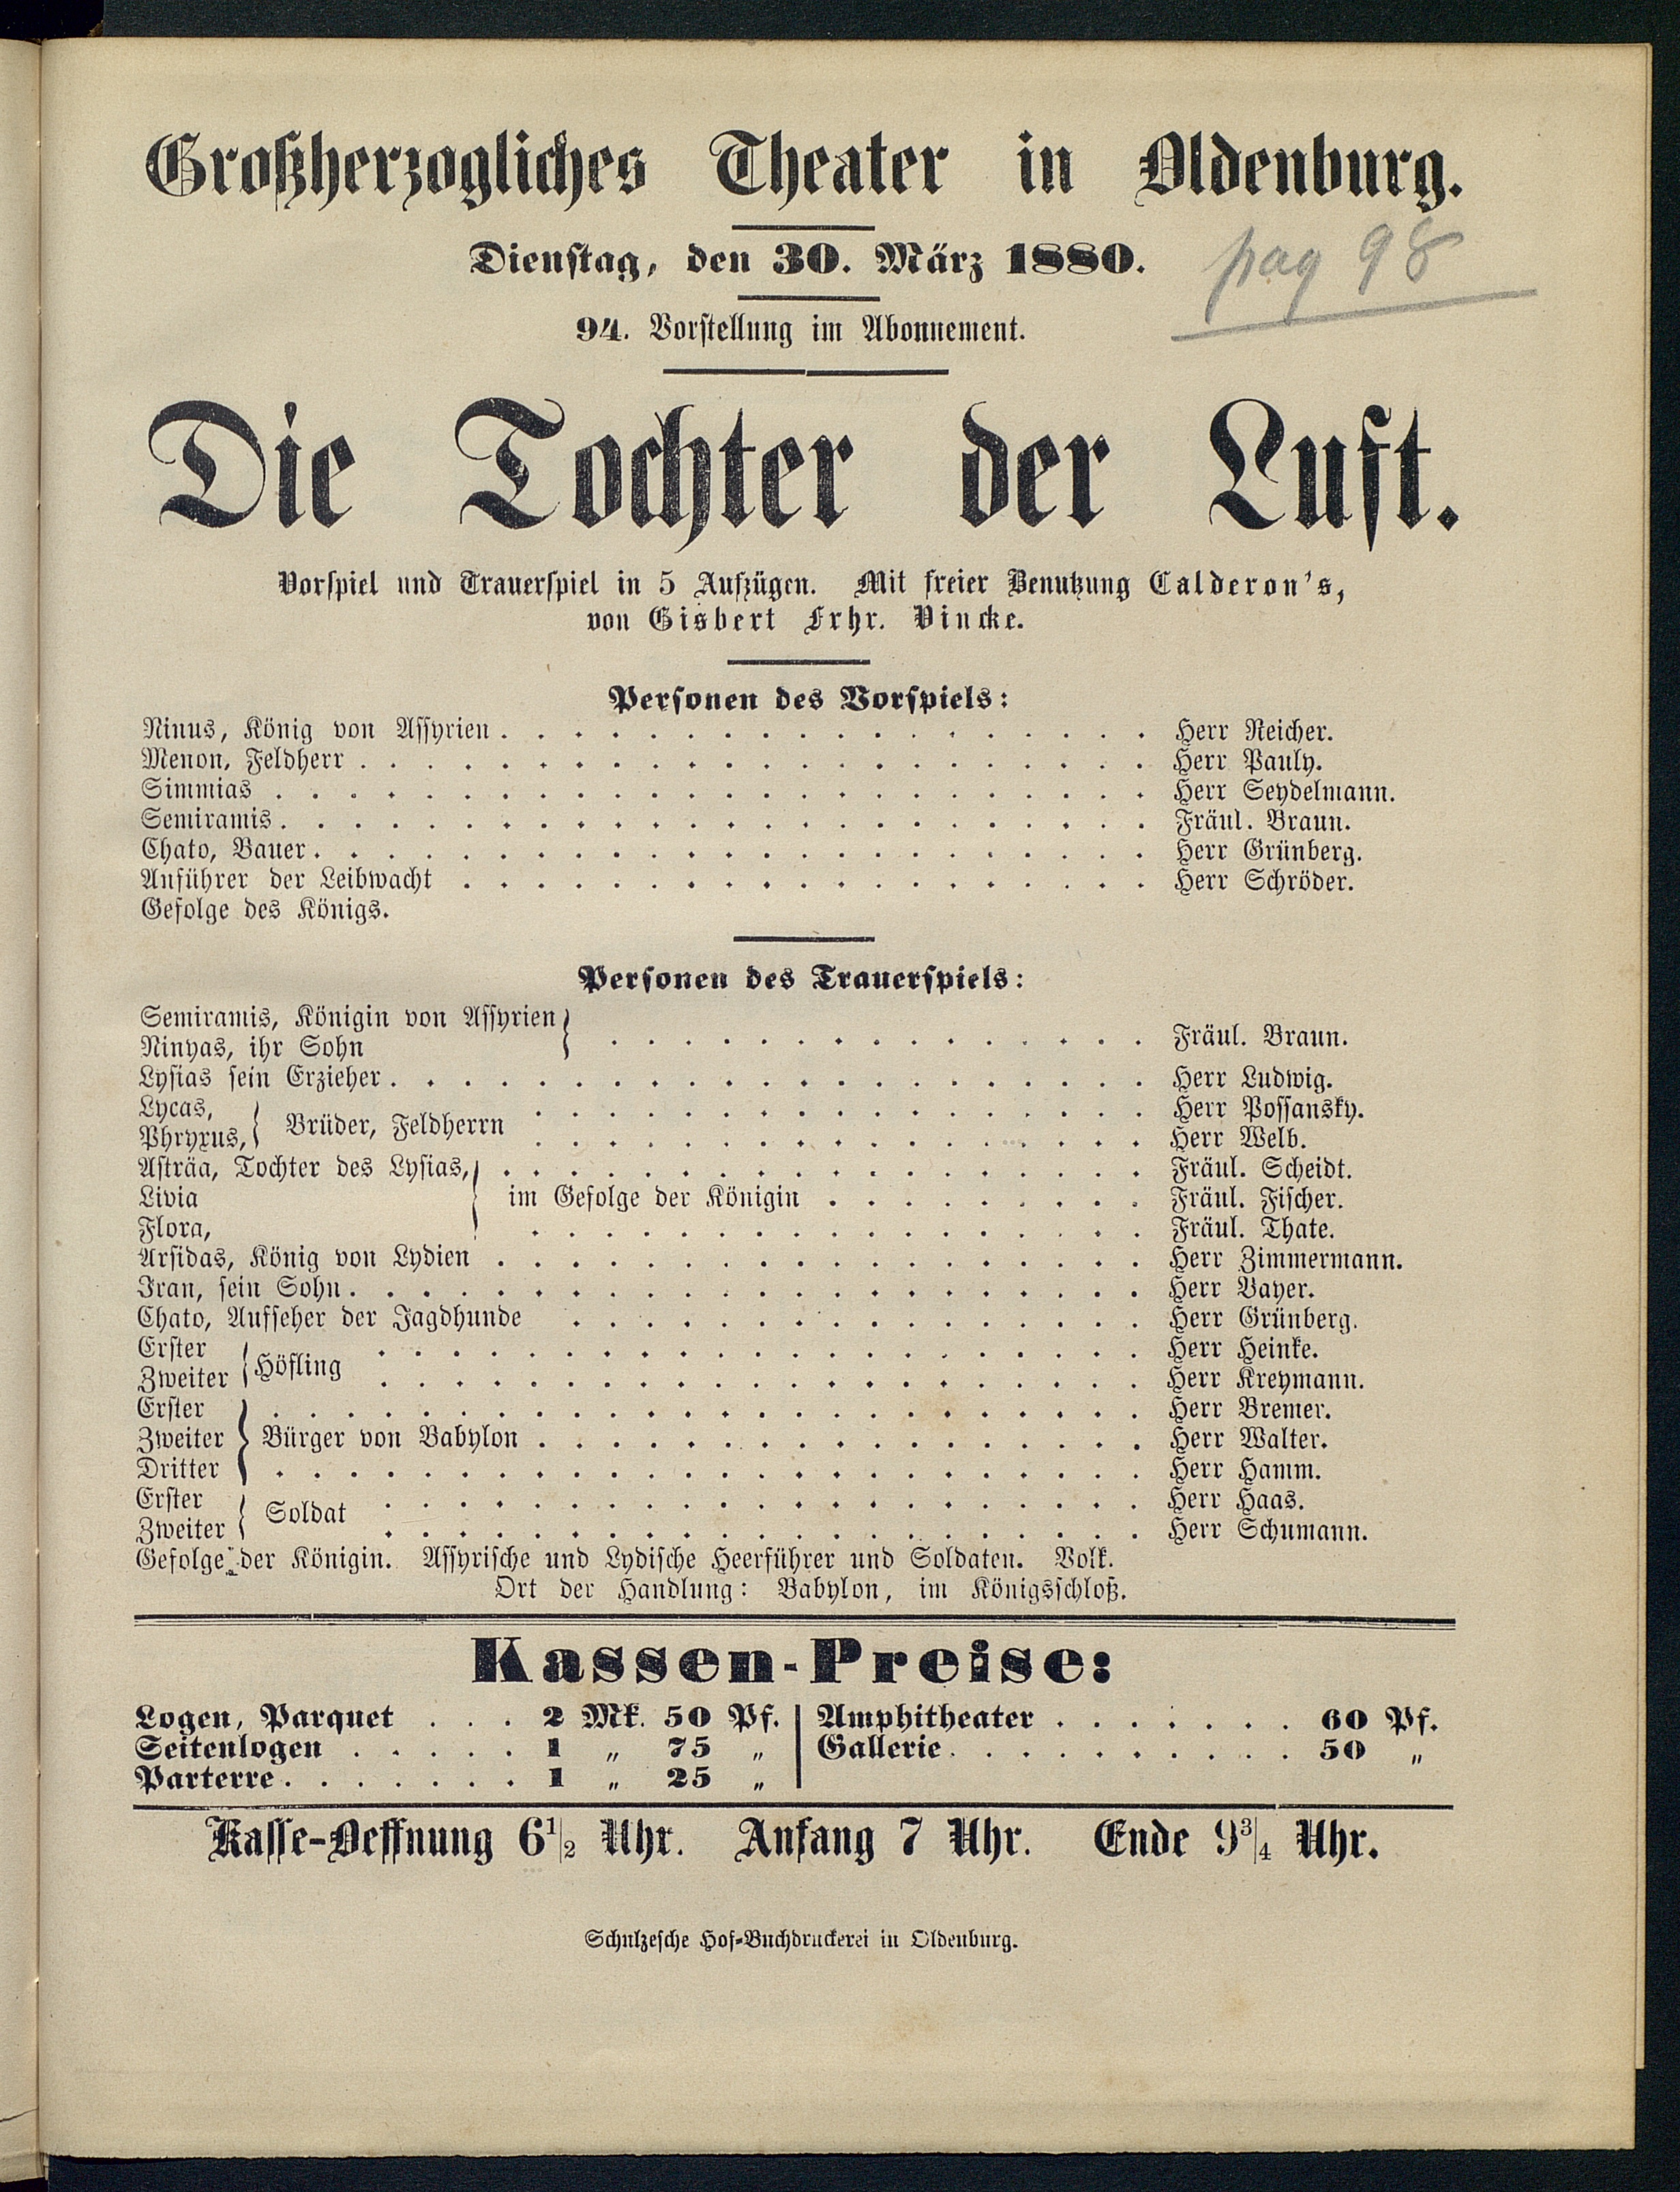 Großherzogliches Theater in Oldenburg.
Dienstag, den 30. März 1880.
pag 98
94. Vorstellung im Abonnement.
Die Tochter der Luft.
Vorspiel und Trauerspiel in 5 Aufzügen. Mit freier Benutzung Calderon's,
von Gisbert Frhr. Vincke.
Personen des Vorspiels:
Ninus, König von Assyrien . . . . . Herr Reicher.
Menon, Feldherr . . . . . Herr Pauly.
Simmias . . . . . Herr Seydelmann.
Semiramis . . . . . Fräul. Braun.
Chato, Bauer . . . . . Herr Grünberg.
Anführer der Leibwacht . . . . . Herr Schröder.
Gefolge des Königs.
Personen des Trauerspiels:
Semiramis, Königin von Assyrien
Ninyas, ihr Sohn } . . . . . Fräul. Braun.
Lysias sein Erzieher . . . . . Herr Ludwig.
Lycas, . . . . . Herr Possansky.
Phryxus, } Brüder, Feldherrn . . . . . Herr Welb.
Asträa, Tochter des Lysias, . . . . . Fräul. Scheidt.
Livia } im Gefolge der Königin . . . . . Fräul. Fischer.
Flora, . . . . . Fräul. Thate.
Arsidas, König von Lydien . . . . . Herr Zimmermann.
Iran, sein Sohn . . . . . Herr Bayer.
Chato, Aufseher der Jagdhunde . . . . . Herr Grünberg.
Erster . . . . . Herr Heinke.
Zweiter } Höfling . . . . . Herr Kreymann.
Erster . . . . . Herr Bremer.
Zweiter } Bürger von Babylon . . . . . Herr Walter.
Dritter . . . . . Herr Hamm.
Erster . . . . . Herr Haas.
Zweiter } Soldat . . . . . Herr Schumann.
Gefolge der Königin. Assyrische und Lydische Heerführer und Soldaten. Volk.
Ort der Handlung: Babylon, im Königsschloß.
Kassen-Preise:
Logen, Parquet . . . 2 Mk. 50 Pf. | Amphitheater . . . . . 60 Pf.
Seitenlogen . . . . . 1 „ 75 „ | Gallerie . . . . . 50 „
Parterre . . . . . 1 „ 25 „
Kasse-Oeffnung 6 1/2 Uhr. Anfang 7 Uhr. Ende 9 3/4 Uhr.
Schulzesche Hof-Buchdruckerei in Oldenburg.